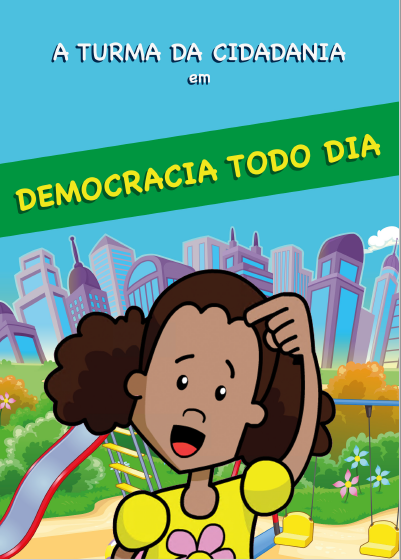 A TURMA DA CIDADANIA
em
DEMOCRACIA TODO DIA